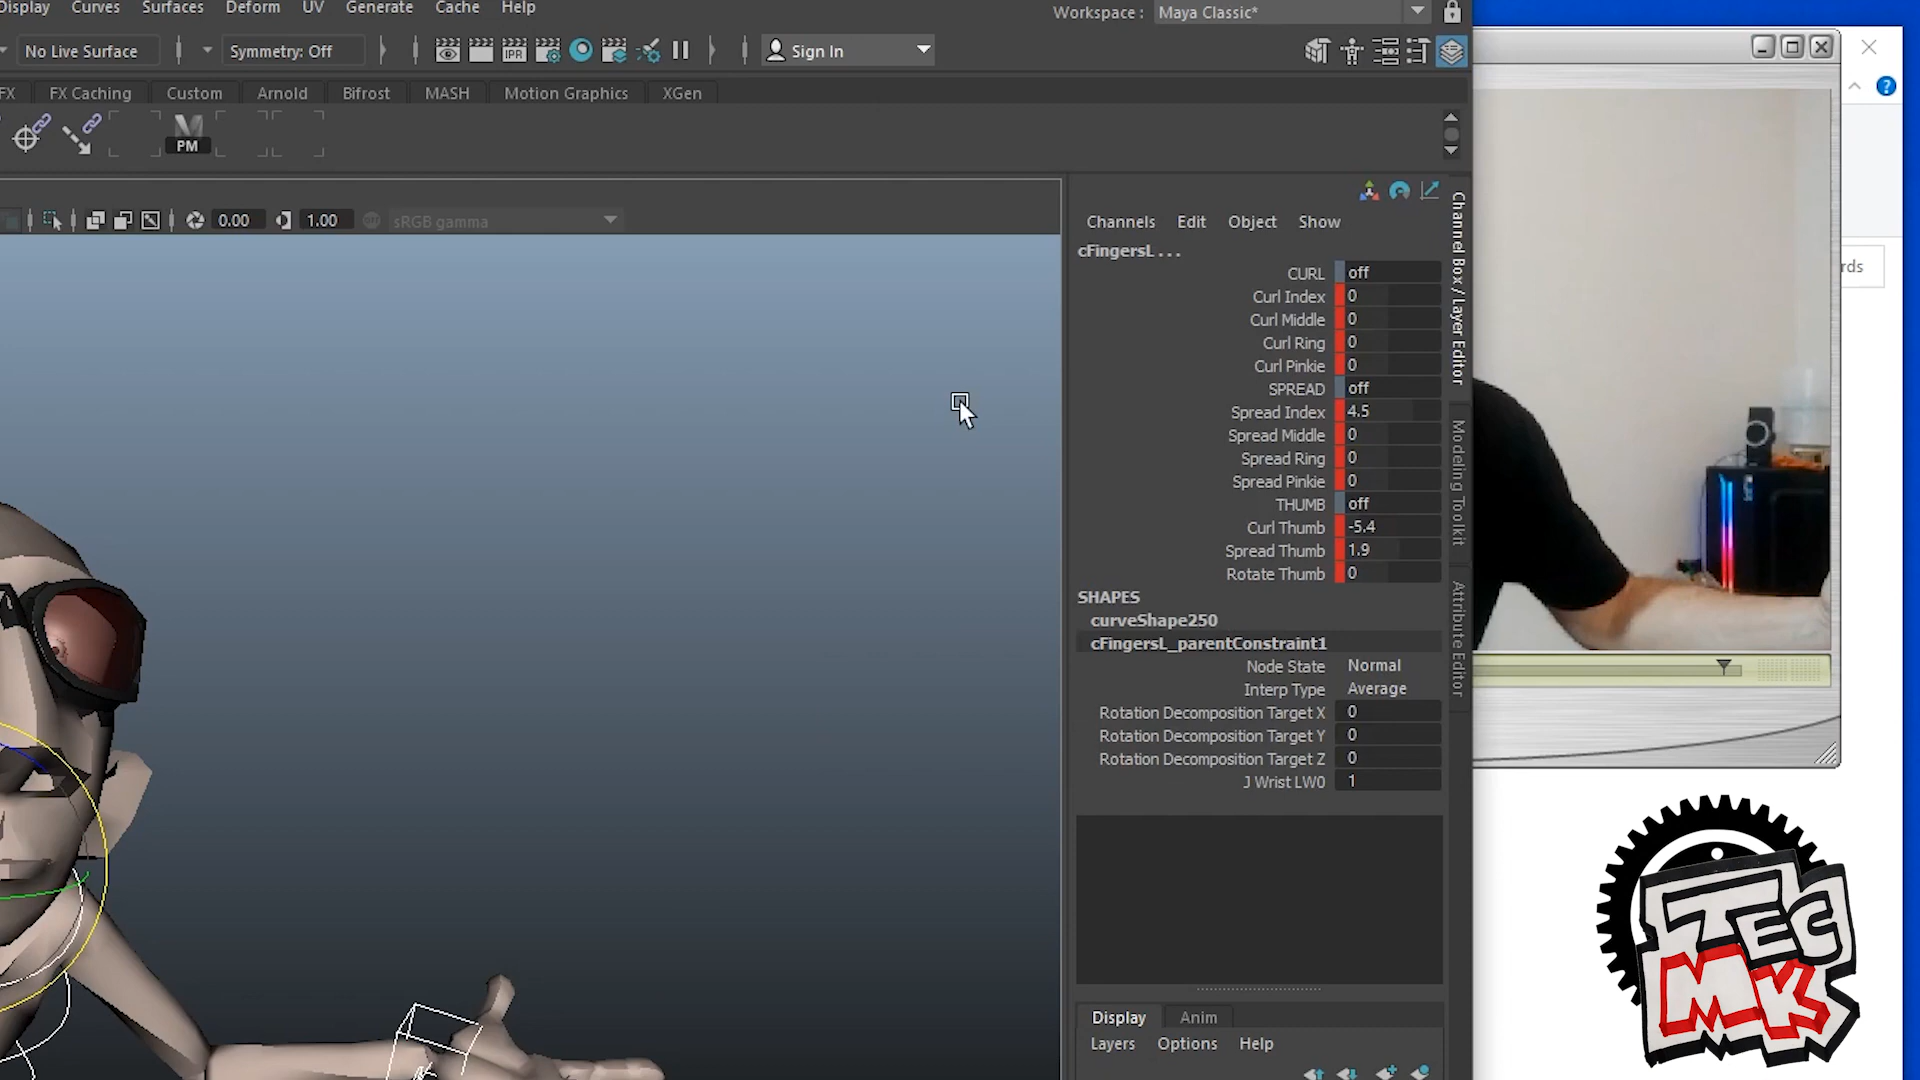 Display Curves Surfaces Deform UV Generate Cache Help
Workspace : Maya Classic*
No Live Surface Symmetry: Off IPR Sign In
FX FX Caching Custom Arnold Bifrost MASH Motion Graphics XGen
PM
0.00 1.00 sRGB gamma
Channels Edit Object Show
cFingersL . . .
CURL off
Curl Index 0
Curl Middle 0
Curl Ring 0
Curl Pinkie 0
SPREAD off
Spread Index 4.5
Spread Middle 0
Spread Ring 0
Spread Pinkie 0
THUMB off
Curl Thumb -5.4
Spread Thumb 1.9
Rotate Thumb 0
SHAPES
curveShape250
cFingersL_parentConstraint1
Node State Normal
Interp Type Average
Rotation Decomposition Target X 0
Rotation Decomposition Target Y 0
Rotation Decomposition Target Z 0
J Wrist LW0 1
Display Anim
Layers Options Help
Channel Box / Layer Editor
Modeling Toolkit
Attribute Editor
rds
TEC
MK